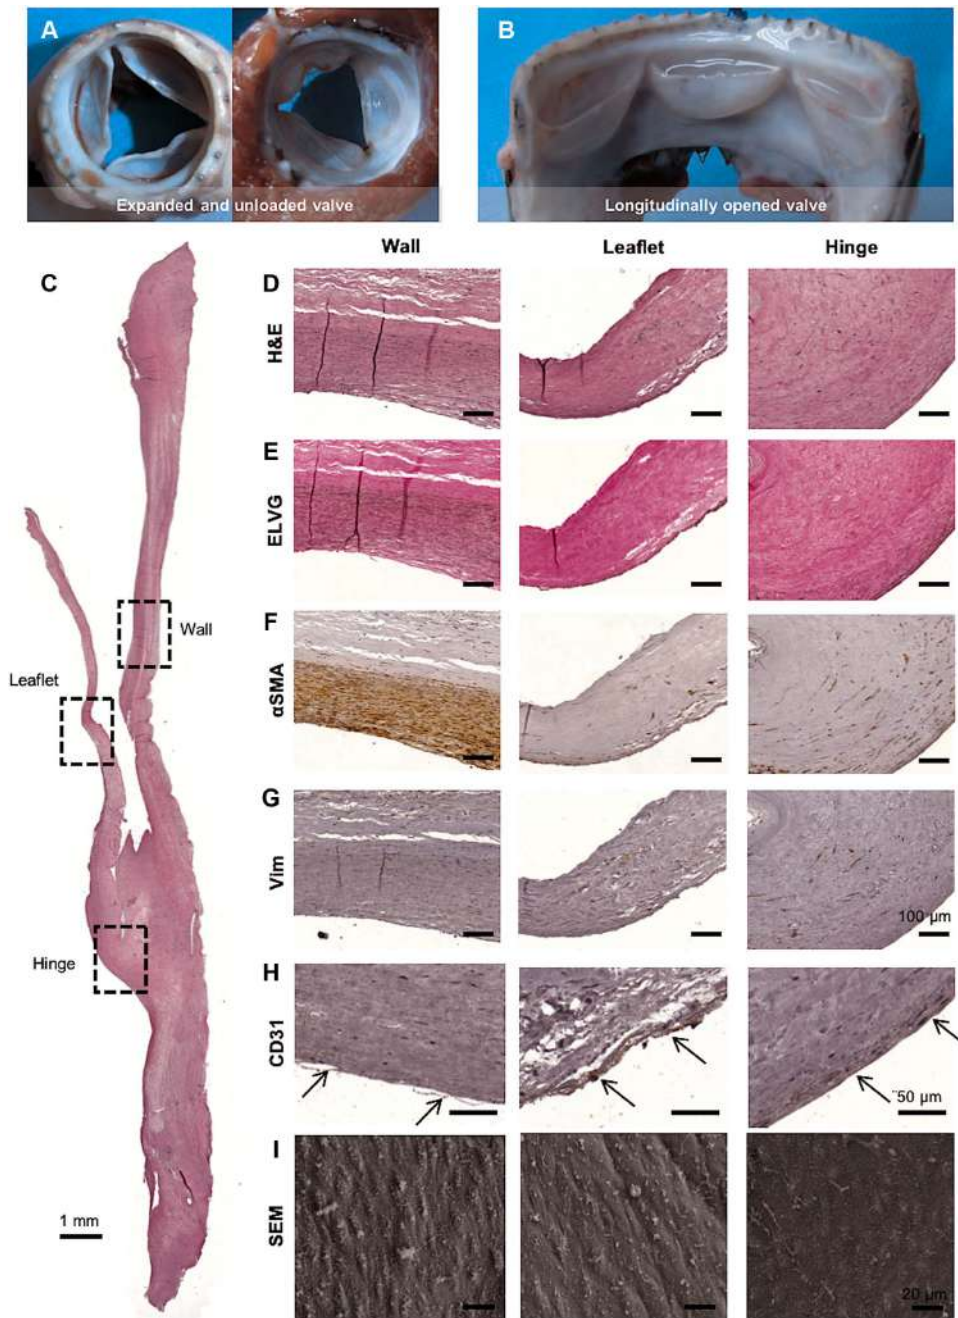 A
B
Expanded and unloaded valve
Longitudinally opened valve
Wall
Leaflet
Hinge
C
D
H&E
E
ELVG
F
αSMA
Wall
Leaflet
G
Vim
100 µm
Hinge
H
CD31
50 µm
I
SEM
1 mm
20 µm